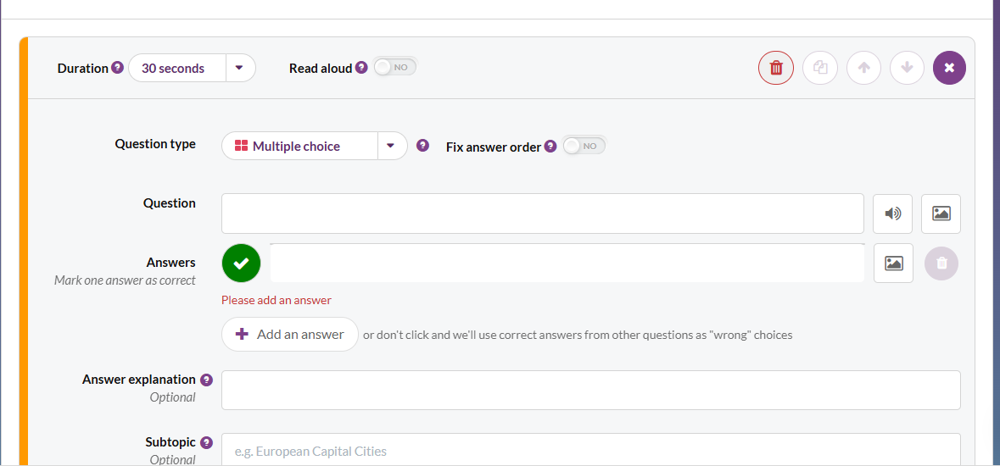 Duration ? 30 seconds Read aloud ? NO
Question type Multiple choice ? Fix answer order ? NO
Question
Answers
Mark one answer as correct
Please add an answer
Add an answer or don't click and we'll use correct answers from other questions as "wrong" choices
Answer explanation ?
Optional
Subtopic ? e.g. European Capital Cities
Optional